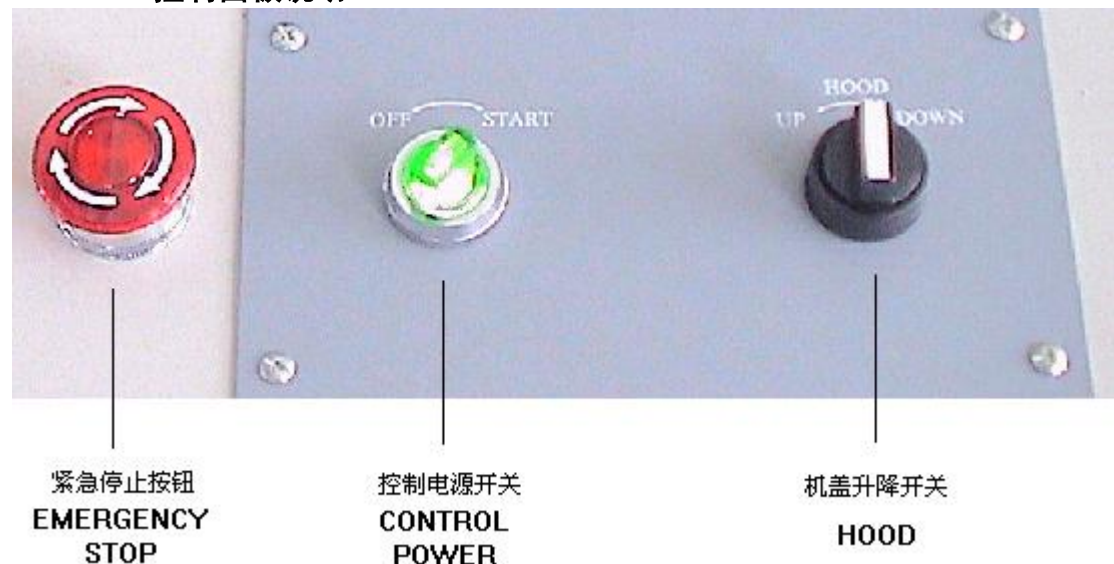 HOOD
OFF START
UP DOWN
紧急停止按钮
EMERGENCY
STOP
控制电源开关
CONTROL
POWER
机盖升降开关
HOOD